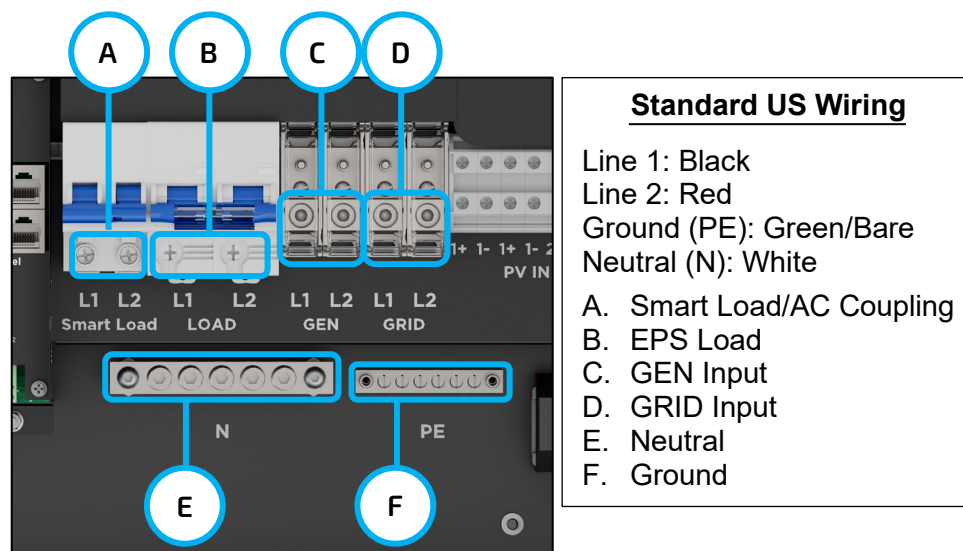 A B C D
Standard US Wiring
Line 1: Black
Line 2: Red
Ground (PE): Green/Bare
Neutral (N): White
A. Smart Load/AC Coupling
B. EPS Load
C. GEN Input
D. GRID Input
E. Neutral
F. Ground
1+ 1- 1+ 1- 2
PV IN
L1 L2 L1 L2 L1 L2 L1 L2
Smart Load LOAD GEN GRID
N PE
E F